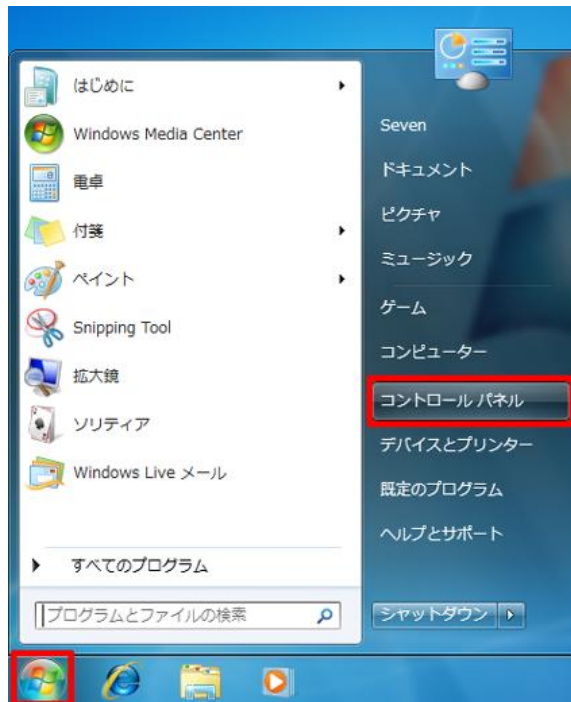 はじめに
Windows Media Center
電卓
付箋
ペイント
Snipping Tool
拡大鏡
ソリティア
Windows Live メール
すべてのプログラム
プログラムとファイルの検索
Seven
ドキュメント
ピクチャ
ミュージック
ゲーム
コンピューター
コントロール パネル
デバイスとプリンター
既定のプログラム
ヘルプとサポート
シャットダウン